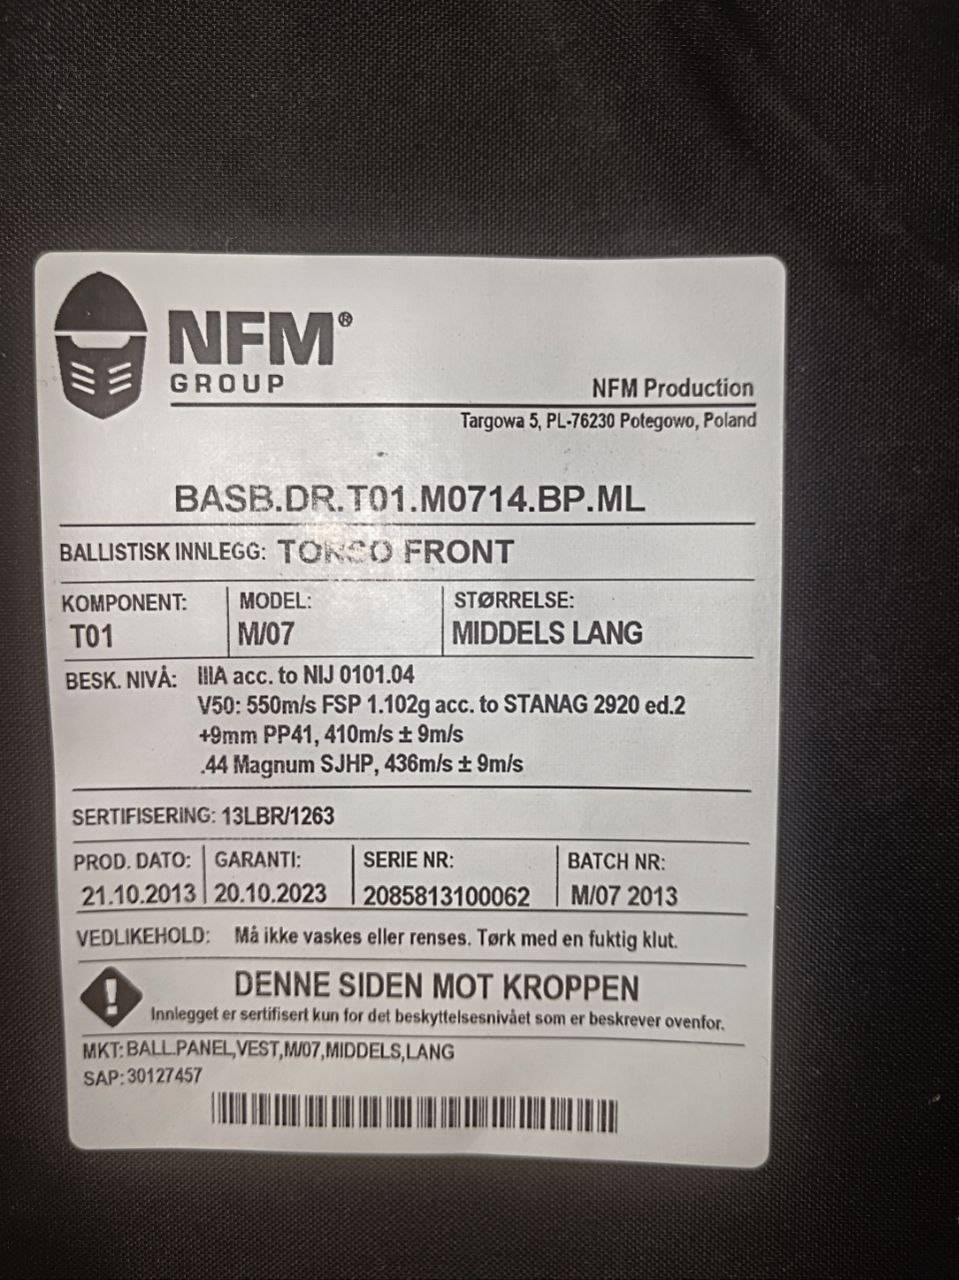 NFM®
GROUP
NFM Production
Targowa 5, PL-76230 Potegowo, Poland
BASB.DR.T01.M0714.BP.ML
BALLISTISK INNLEGG: TORSO FRONT
KOMPONENT: MODEL: STØRRELSE:
T01 M/07 MIDDELS LANG
BESK. NIVÅ: IIIA acc. to NIJ 0101.04
V50: 550m/s FSP 1.102g acc. to STANAG 2920 ed.2
+9mm PP41, 410m/s ± 9m/s
.44 Magnum SJHP, 436m/s ± 9m/s
SERTIFISERING: 13LBR/1263
PROD. DATO: GARANTI: SERIE NR: BATCH NR:
21.10.2013 20.10.2023 2085813100062 M/07 2013
VEDLIKEHOLD: Må ikke vaskes eller renses. Tørk med en fuktig klut.
! DENNE SIDEN MOT KROPPEN
Innlegget er sertifisert kun for det beskyttelsesnivået som er beskrever ovenfor.
MKT: BALL.PANEL,VEST,M/07,MIDDELS,LANG
SAP: 30127457